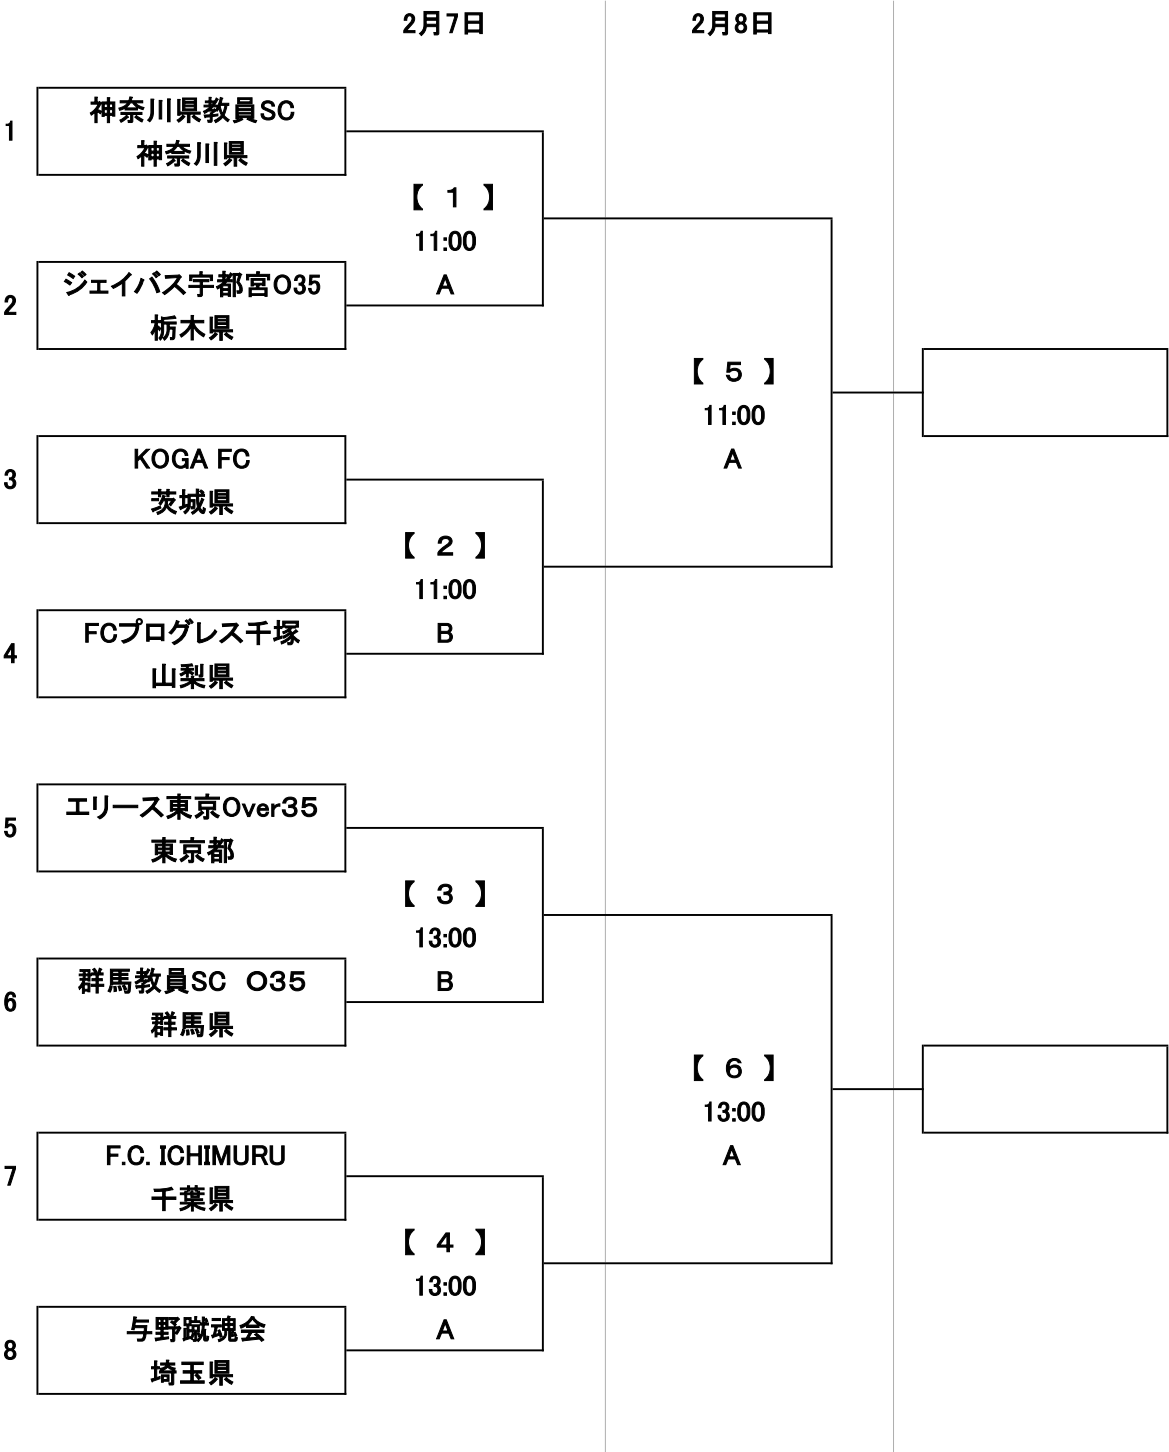 2月7日
2月8日
1
神奈川県教員SC
神奈川県
【 1 】
11:00
A
2
ジェイバス宇都宮O35
栃木県
【 5 】
11:00
A
3
KOGA FC
茨城県
【 2 】
11:00
B
4
FCプログレス千塚
山梨県
5
エリース東京Over35
東京都
【 3 】
13:00
B
6
群馬教員SC　O35
群馬県
【 6 】
13:00
A
7
F.C. ICHIMURU
千葉県
【 4 】
13:00
A
8
与野蹴魂会
埼玉県